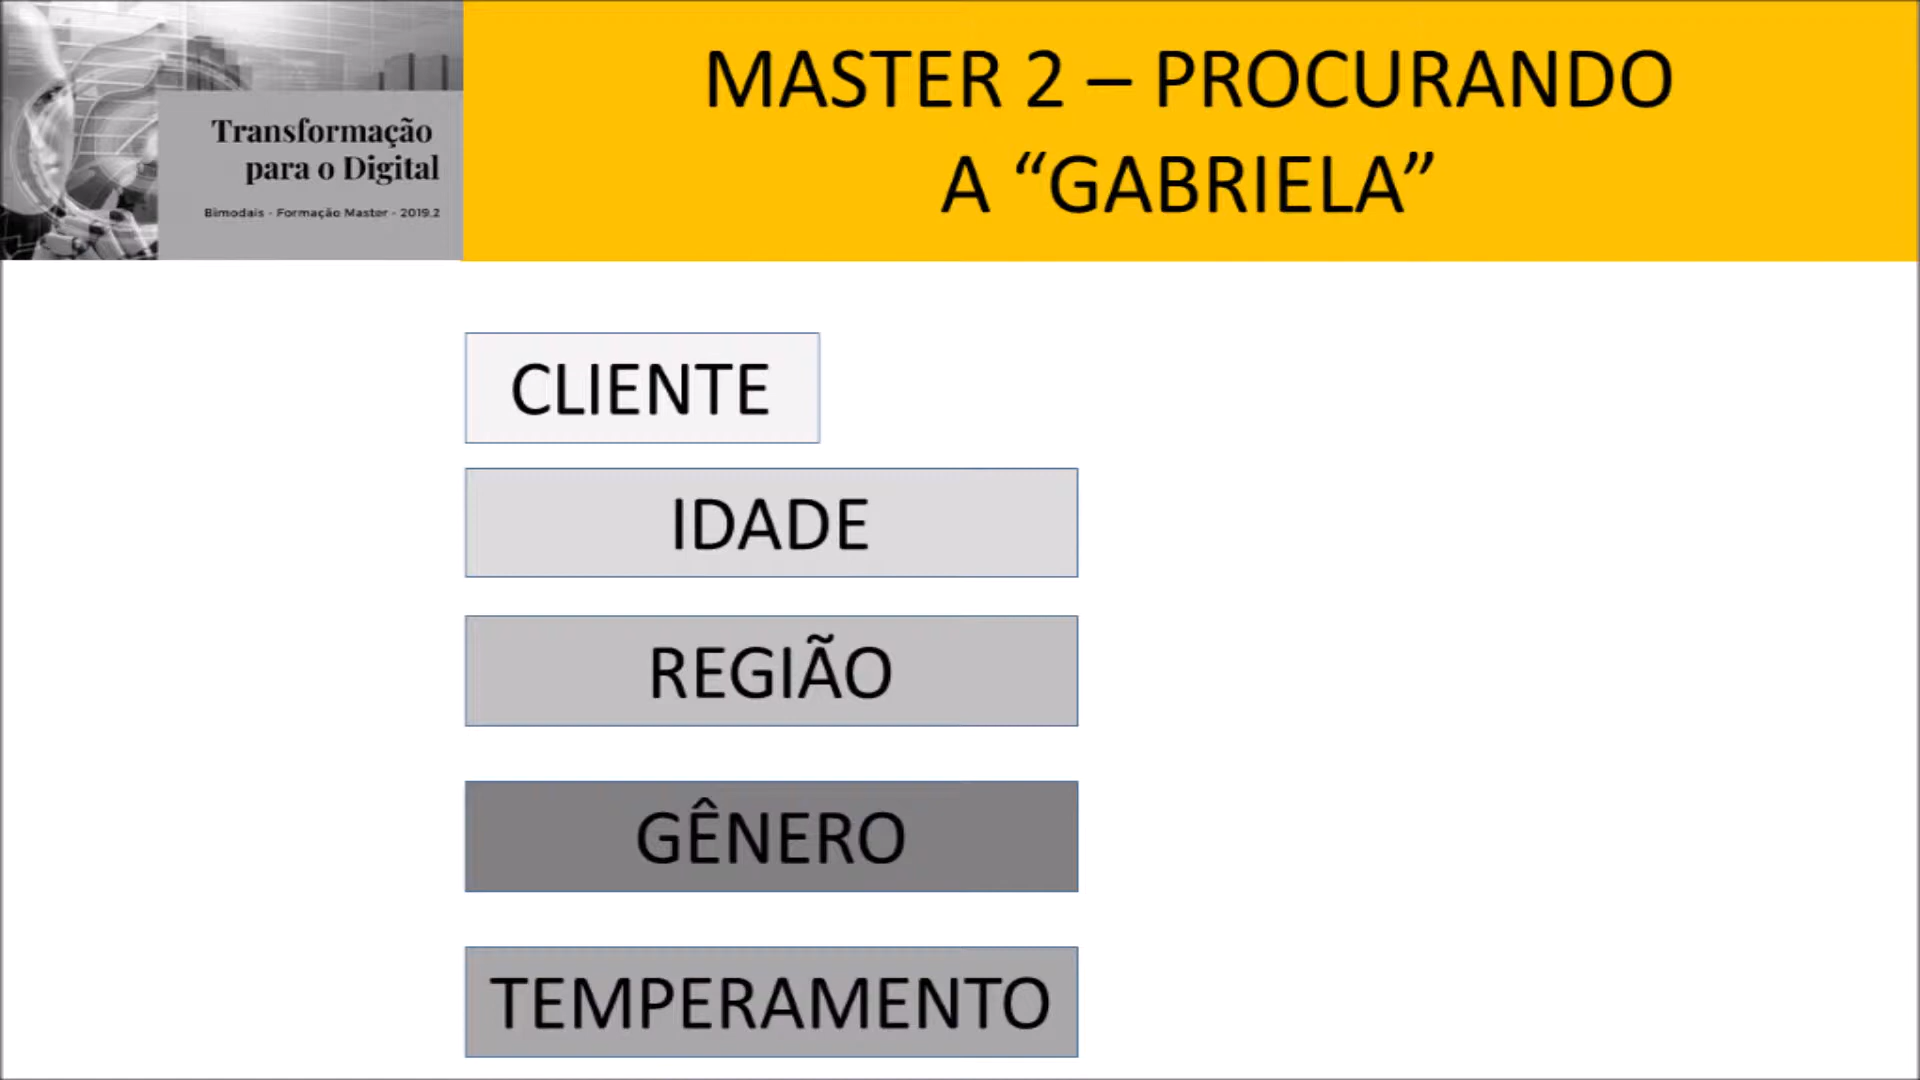 Transformação
para o Digital
Bimodais - Formação Master - 2019.2
MASTER 2 – PROCURANDO
A “GABRIELA”
CLIENTE
IDADE
REGIÃO
GÊNERO
TEMPERAMENTO